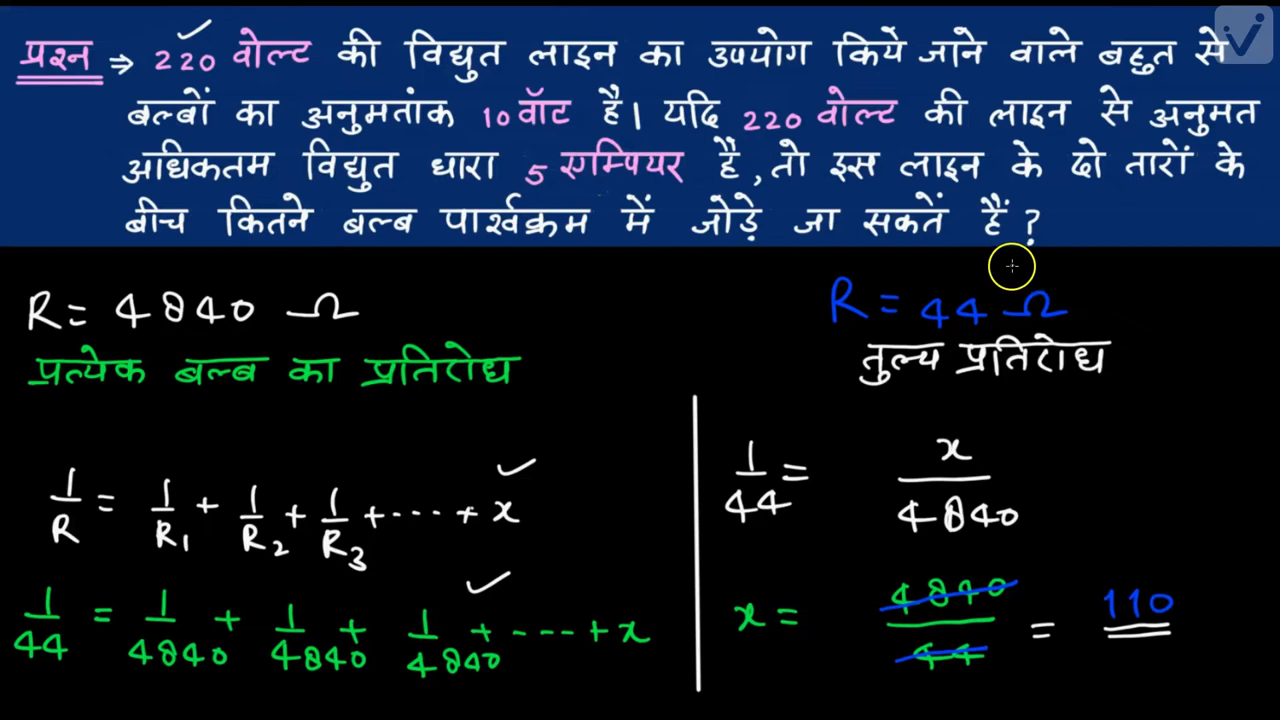 प्रश्न ⇒ 220 वोल्ट की विद्युत लाइन का उपयोग किये जाने वाले बहुत से
बल्बों का अनुमतांक 10 वॉट है। यदि 220 वोल्ट की लाइन से अनुमत
अधिकतम विद्युत धारा 5 एम्पियर है, तो इस लाइन के दो तारों के
बीच कितने बल्ब पार्श्वक्रम में जोड़े जा सकतें हैं ?
R = 4840 Ω
प्रत्येक बल्ब का प्रतिरोध
R = 44 Ω
तुल्य प्रतिरोध
1/R = 1/R₁ + 1/R₂ + 1/R₃ + ---- + x
1/44 = 1/4840 + 1/4840 + 1/4840 + ---- + x
1/44 = x/4840
x = 4840/44 = 110